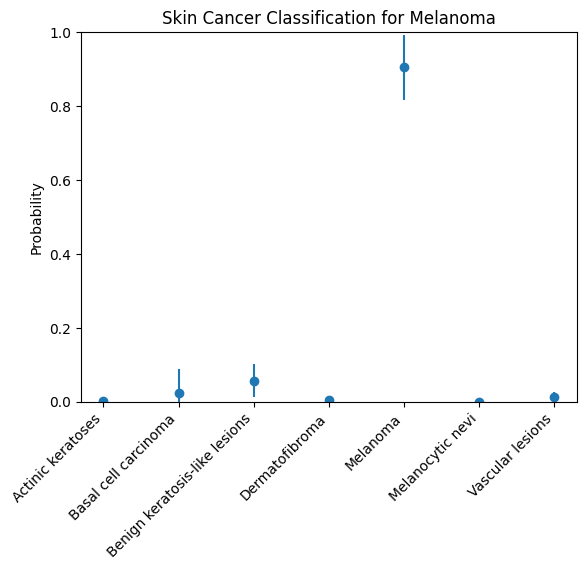 Skin Cancer Classification for Melanoma
Probability
1.0
0.8
0.6
0.4
0.2
0.0
Actinic keratoses
Basal cell carcinoma
Benign keratosis-like lesions
Dermatofibroma
Melanoma
Melanocytic nevi
Vascular lesions